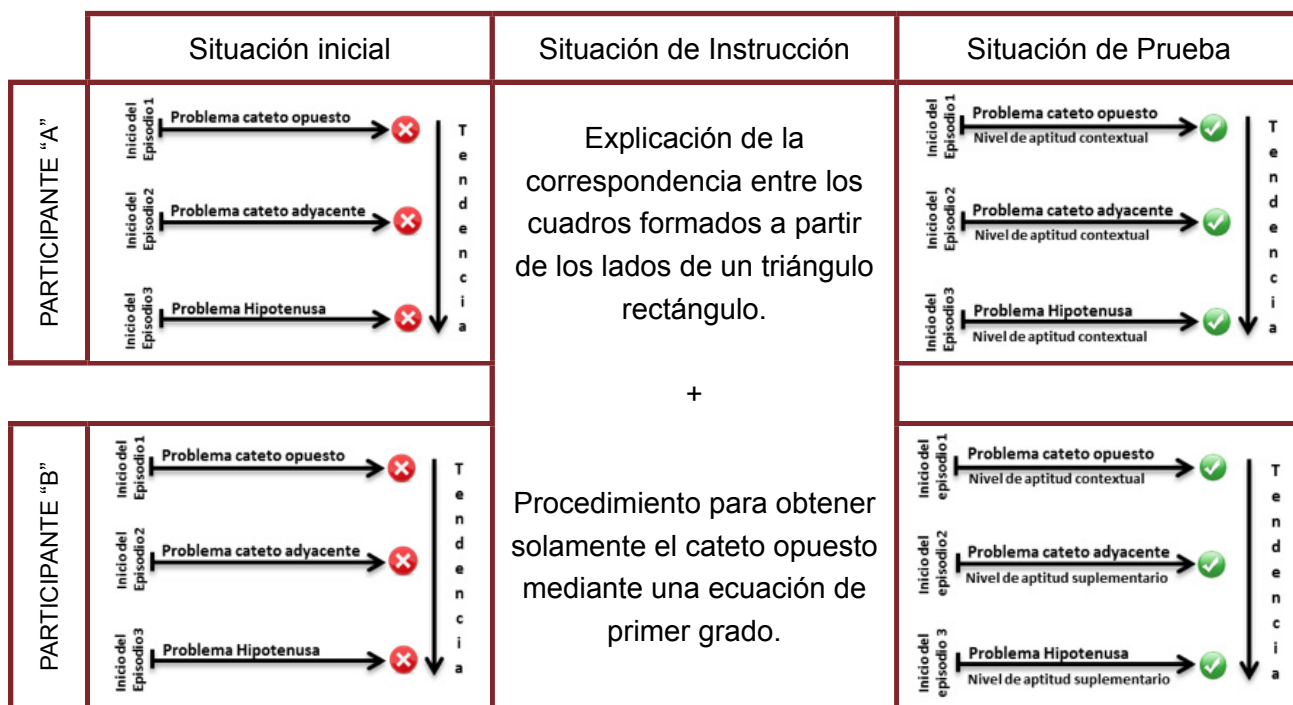 Situación inicial
Situación de Instrucción
Situación de Prueba
PARTICIPANTE “A”
Inicio del
Episodio1
Problema cateto opuesto
Inicio del
Episodio2
Problema cateto adyacente
Inicio del
Episodio3
Problema Hipotenusa
Tendencia
Explicación de la
correspondencia entre los
cuadros formados a partir
de los lados de un triángulo
rectángulo.
+
Procedimiento para obtener
solamente el cateto opuesto
mediante una ecuación de
primer grado.
Inicio del
Episodio1
Problema cateto opuesto
Nivel de aptitud contextual
Inicio del
Episodio2
Problema cateto adyacente
Nivel de aptitud contextual
Inicio del
Episodio3
Problema Hipotenusa
Nivel de aptitud contextual
Tendencia
PARTICIPANTE “B”
Inicio del
Episodio1
Problema cateto opuesto
Inicio del
Episodio2
Problema cateto adyacente
Inicio del
Episodio3
Problema Hipotenusa
Tendencia
Inicio del
episodio1
Problema cateto opuesto
Nivel de aptitud contextual
Inicio del
episodio2
Problema cateto adyacente
Nivel de aptitud suplementario
Inicio del
episodio 3
Problema Hipotenusa
Nivel de aptitud suplementario
Tendencia